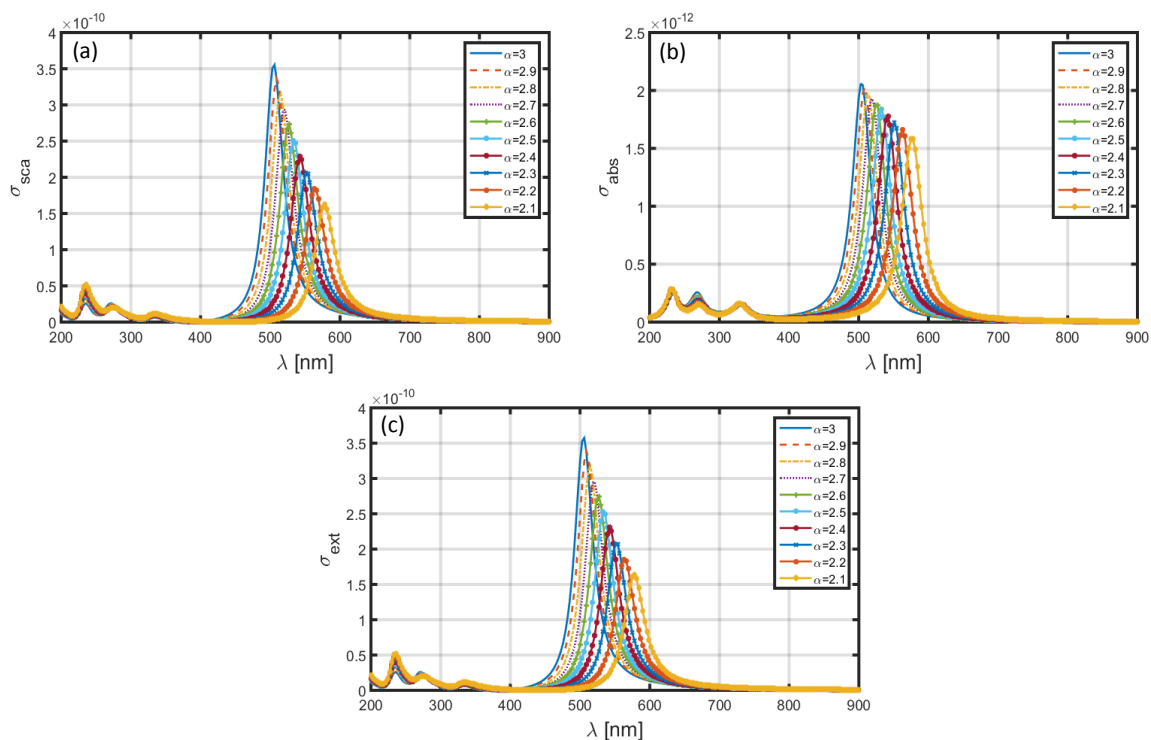 ×10⁻¹⁰
(a)
4
3.5
3
2.5
2
1.5
1
0.5
0
σsca
200 300 400 500 600 700 800 900
λ [nm]
α=3
α=2.9
α=2.8
α=2.7
α=2.6
α=2.5
α=2.4
α=2.3
α=2.2
α=2.1
×10⁻¹²
(b)
2.5
2
1.5
1
0.5
0
σabs
200 300 400 500 600 700 800 900
λ [nm]
α=3
α=2.9
α=2.8
α=2.7
α=2.6
α=2.5
α=2.4
α=2.3
α=2.2
α=2.1
×10⁻¹⁰
(c)
4
3.5
3
2.5
2
1.5
1
0.5
0
σext
200 300 400 500 600 700 800 900
λ [nm]
α=3
α=2.9
α=2.8
α=2.7
α=2.6
α=2.5
α=2.4
α=2.3
α=2.2
α=2.1